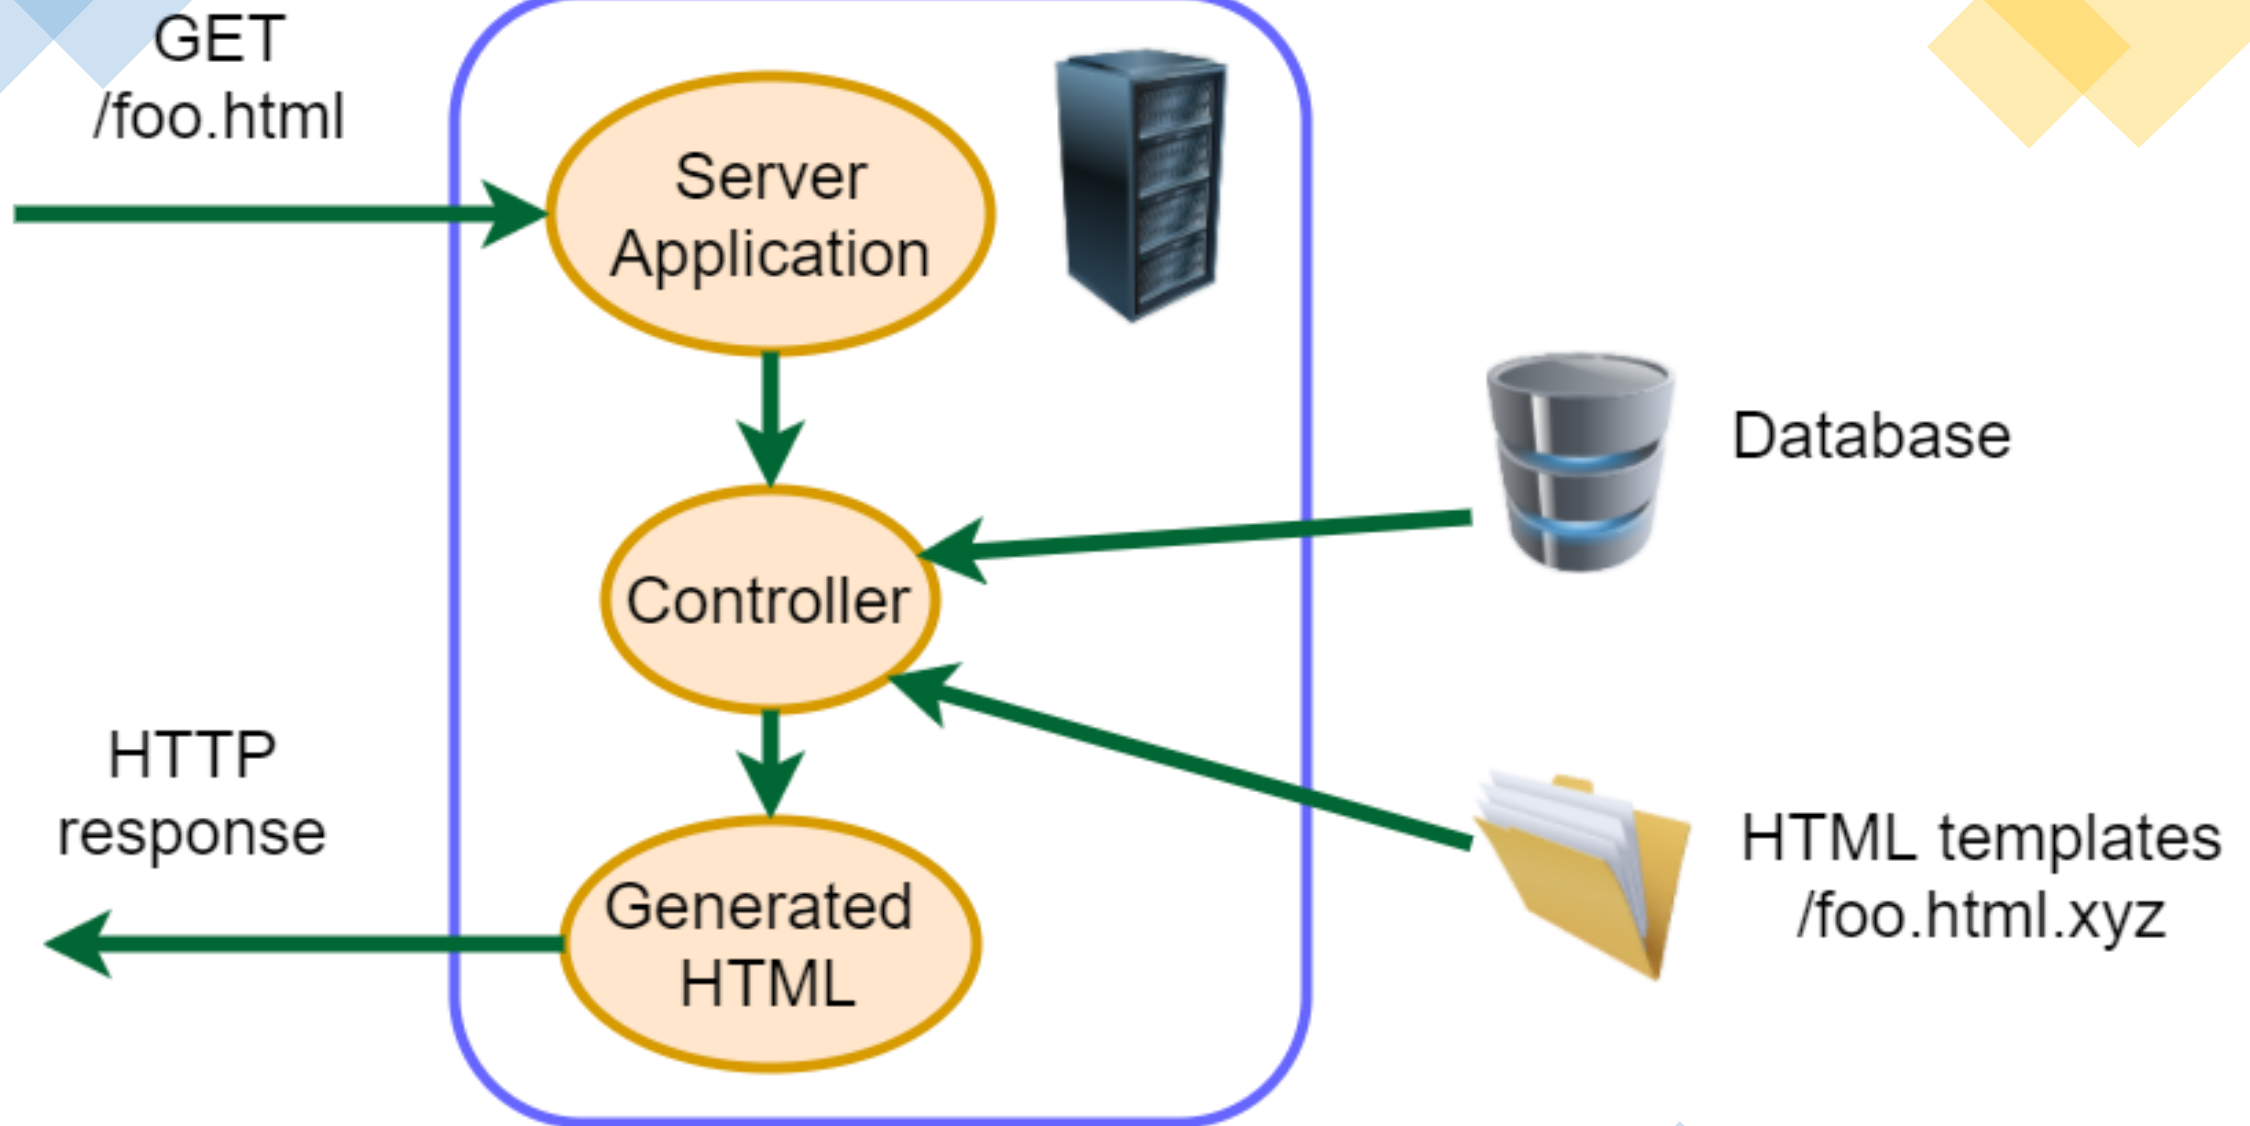 GET
/foo.html
Server
Application
Database
Controller
HTTP
response
HTML templates
/foo.html.xyz
Generated
HTML